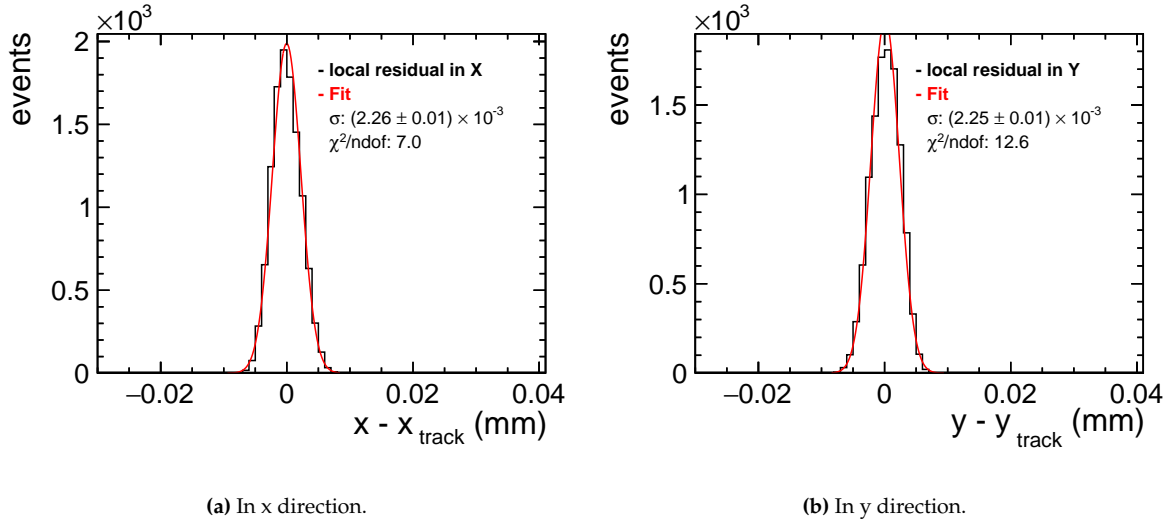 ×10³
events
2
1.5
1
0.5
0
- local residual in X
- Fit
σ: (2.26 ± 0.01) × 10⁻³
χ²/ndof: 7.0
−0.02 0 0.02 0.04
x - x_track (mm)
(a) In x direction.
×10³
events
1.5
1
0.5
0
- local residual in Y
- Fit
σ: (2.25 ± 0.01) × 10⁻³
χ²/ndof: 12.6
−0.02 0 0.02 0.04
y - y_track (mm)
(b) In y direction.